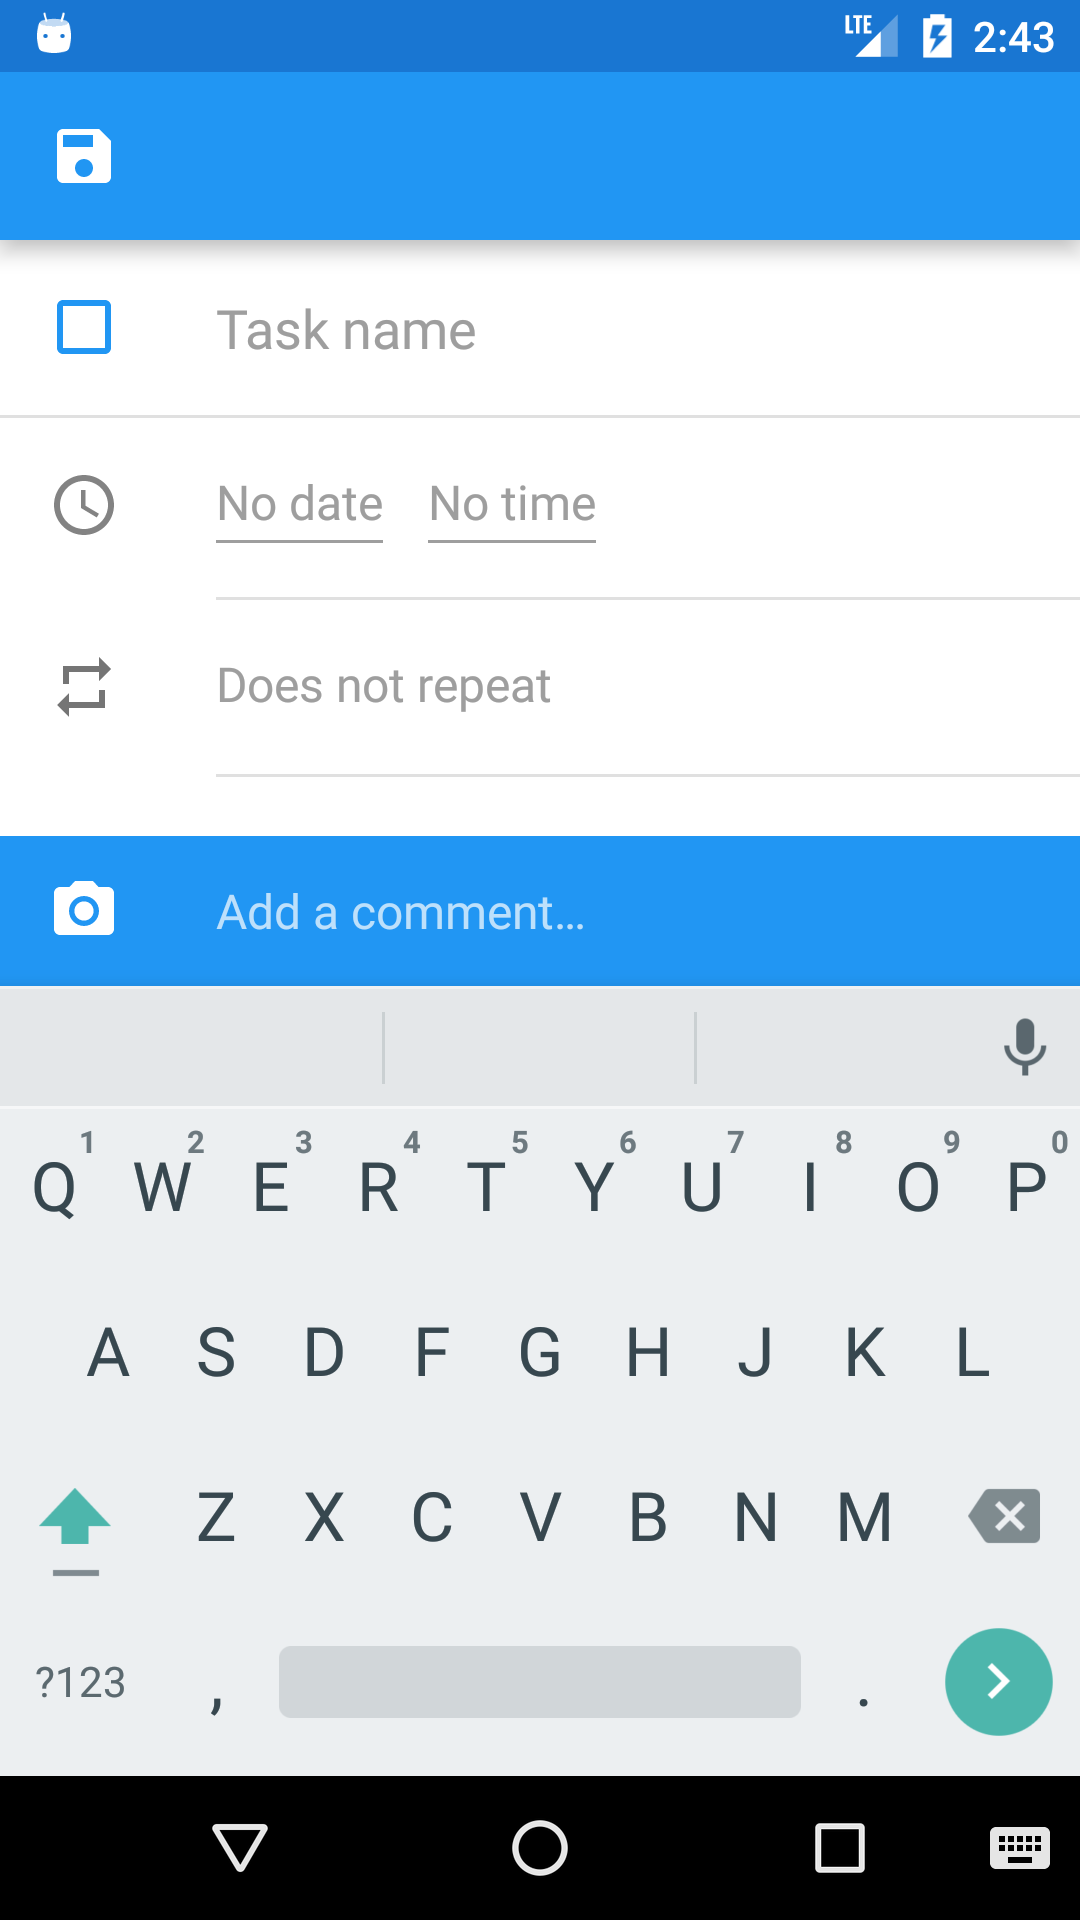 LTE 2:43
Task name
No date No time
Does not repeat
Add a comment...
1 2 3 4 5 6 7 8 9 0
Q W E R T Y U I O P
A S D F G H J K L
Z X C V B N M
?123 , .